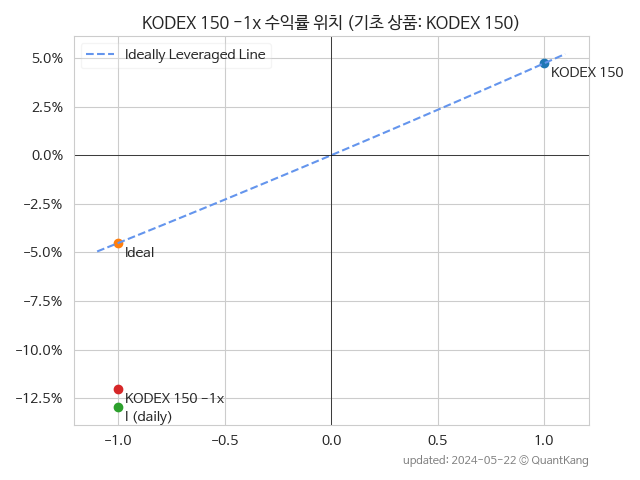 KODEX 150 -1x 수익률 위치 (기초 상품: KODEX 150)
Ideally Leveraged Line
5.0%
2.5%
0.0%
-2.5%
-5.0%
-7.5%
-10.0%
-12.5%
KODEX 150
Ideal
KODEX 150 -1x
I (daily)
-1.0
-0.5
0.0
0.5
1.0
updated: 2024-05-22 © QuantKang